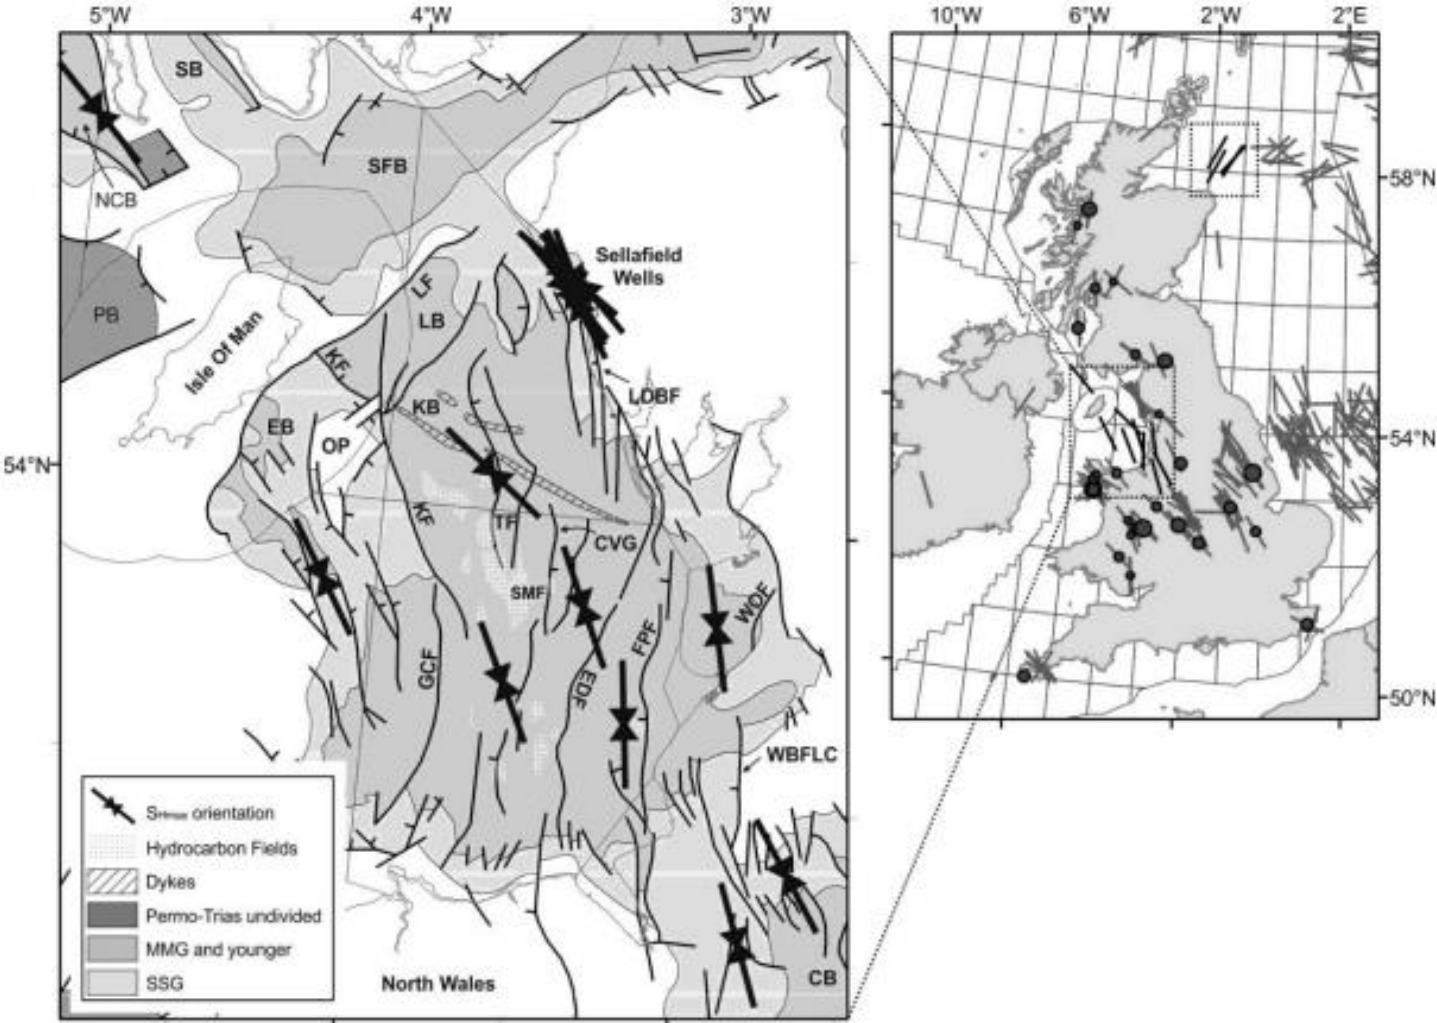 5°W
4°W
3°W
10°W
6°W
2°W
2°E
SB
SFB
NCB
58°N
Sellafield
Wells
LF
PB
LB
Isle Of Man
KF
LDBF
KB
EB
OP
54°N
54°N
KF
TF
CVG
SMF
WOF
FPF
GCF
EDF
50°N
WBFLC
SHmax orientation
Hydrocarbon Fields
Dykes
Permo-Trias undivided
MMG and younger
SSG
North Wales
CB